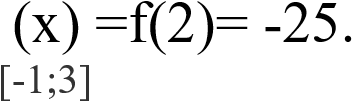 (x) =f(2)= -25.
[-1;3]